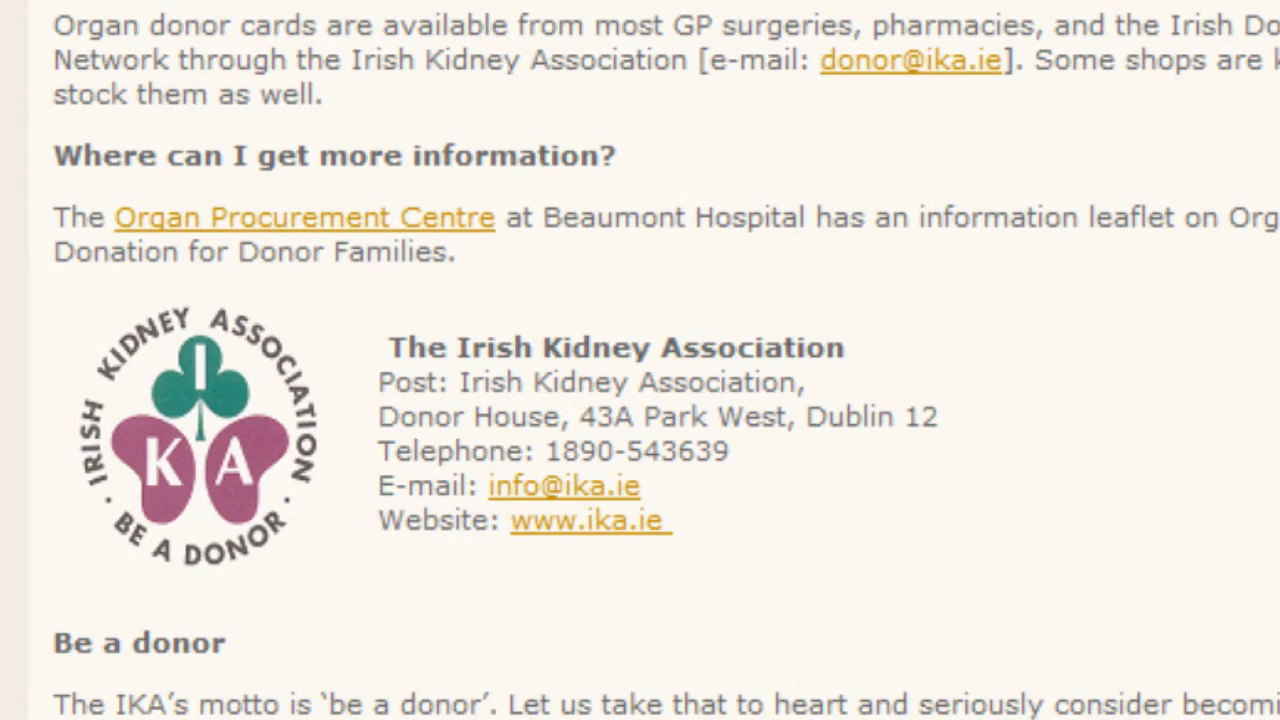 Organ donor cards are available from most GP surgeries, pharmacies, and the Irish Do
Network through the Irish Kidney Association [e-mail: donor@ika.ie]. Some shops are k
stock them as well.
Where can I get more information?
The Organ Procurement Centre at Beaumont Hospital has an information leaflet on Org
Donation for Donor Families.
IRISH KIDNEY ASSOCIATION
I
K A
· BE A DONOR ·
The Irish Kidney Association
Post: Irish Kidney Association,
Donor House, 43A Park West, Dublin 12
Telephone: 1890-543639
E-mail: info@ika.ie
Website: www.ika.ie
Be a donor
The IKA’s motto is ‘be a donor’. Let us take that to heart and seriously consider becomi